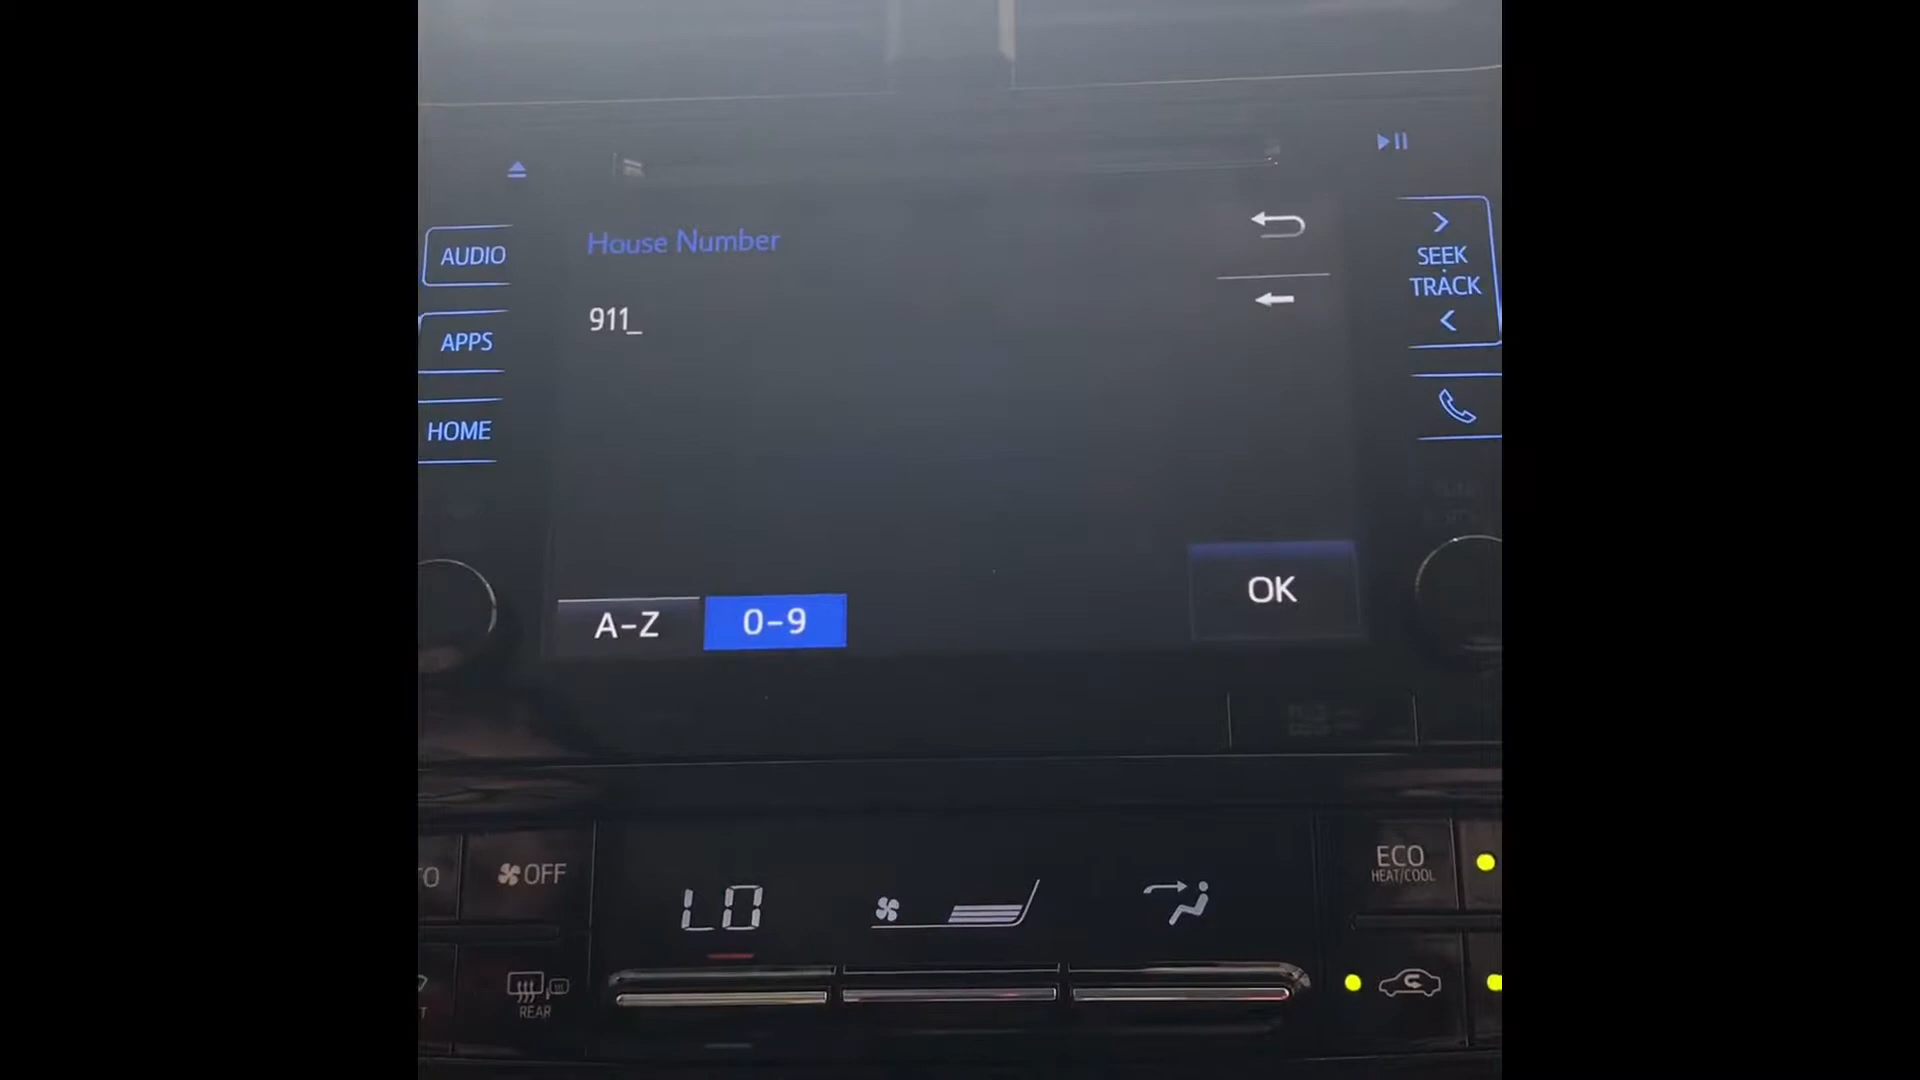 AUDIO
APPS
HOME
House Number
911_
A-Z
0-9
OK
SEEK
TRACK
OFF
LO
ECO
HEAT/COOL
REAR